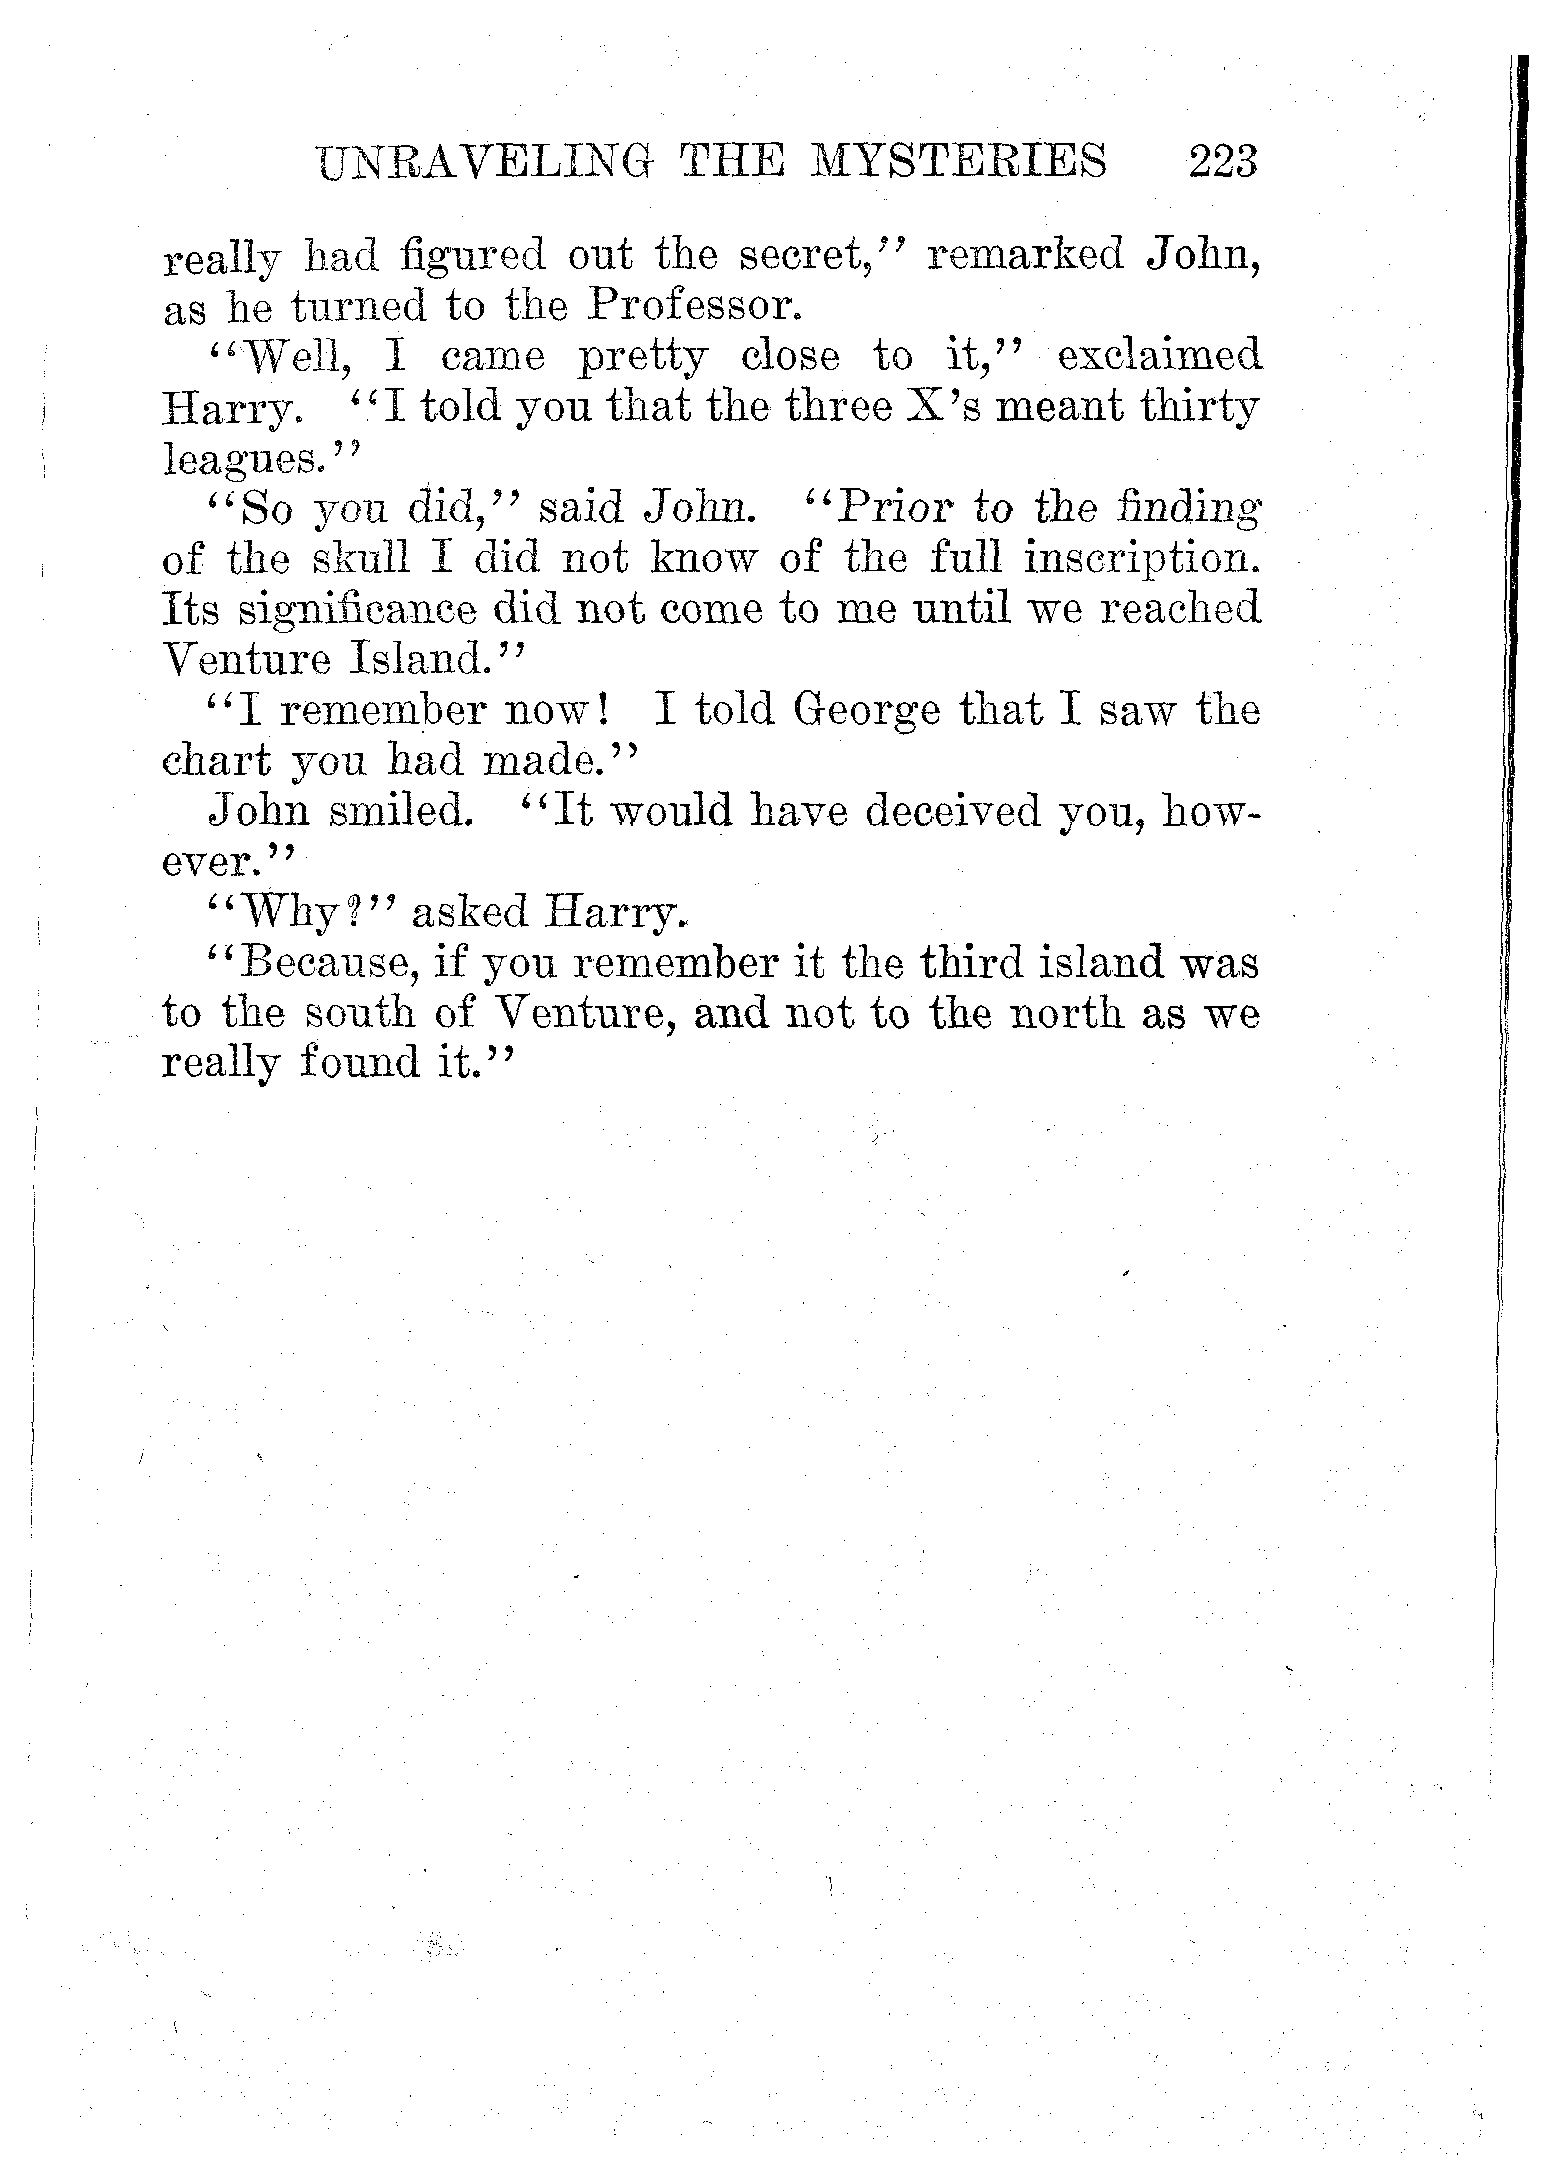 UNRAVELING THE MYSTERIES 223
really had figured out the secret,'' remarked John,
as he turned to the Professor.
"Well, I came pretty close to it,'' exclaimed
Harry. "I told you that the three X's meant thirty
leagues.''
"So you did,'' said John. "Prior to the finding
of the skull I did not know of the full inscription.
Its significance did not come to me until we reached
Venture Island.''
"I remember now! I told George that I saw the
chart you had made.''
John smiled. "It would have deceived you, how-
ever.''
"Why?'' asked Harry.
"Because, if you remember it the third island was
to the south of Venture, and not to the north as we
really found it.''